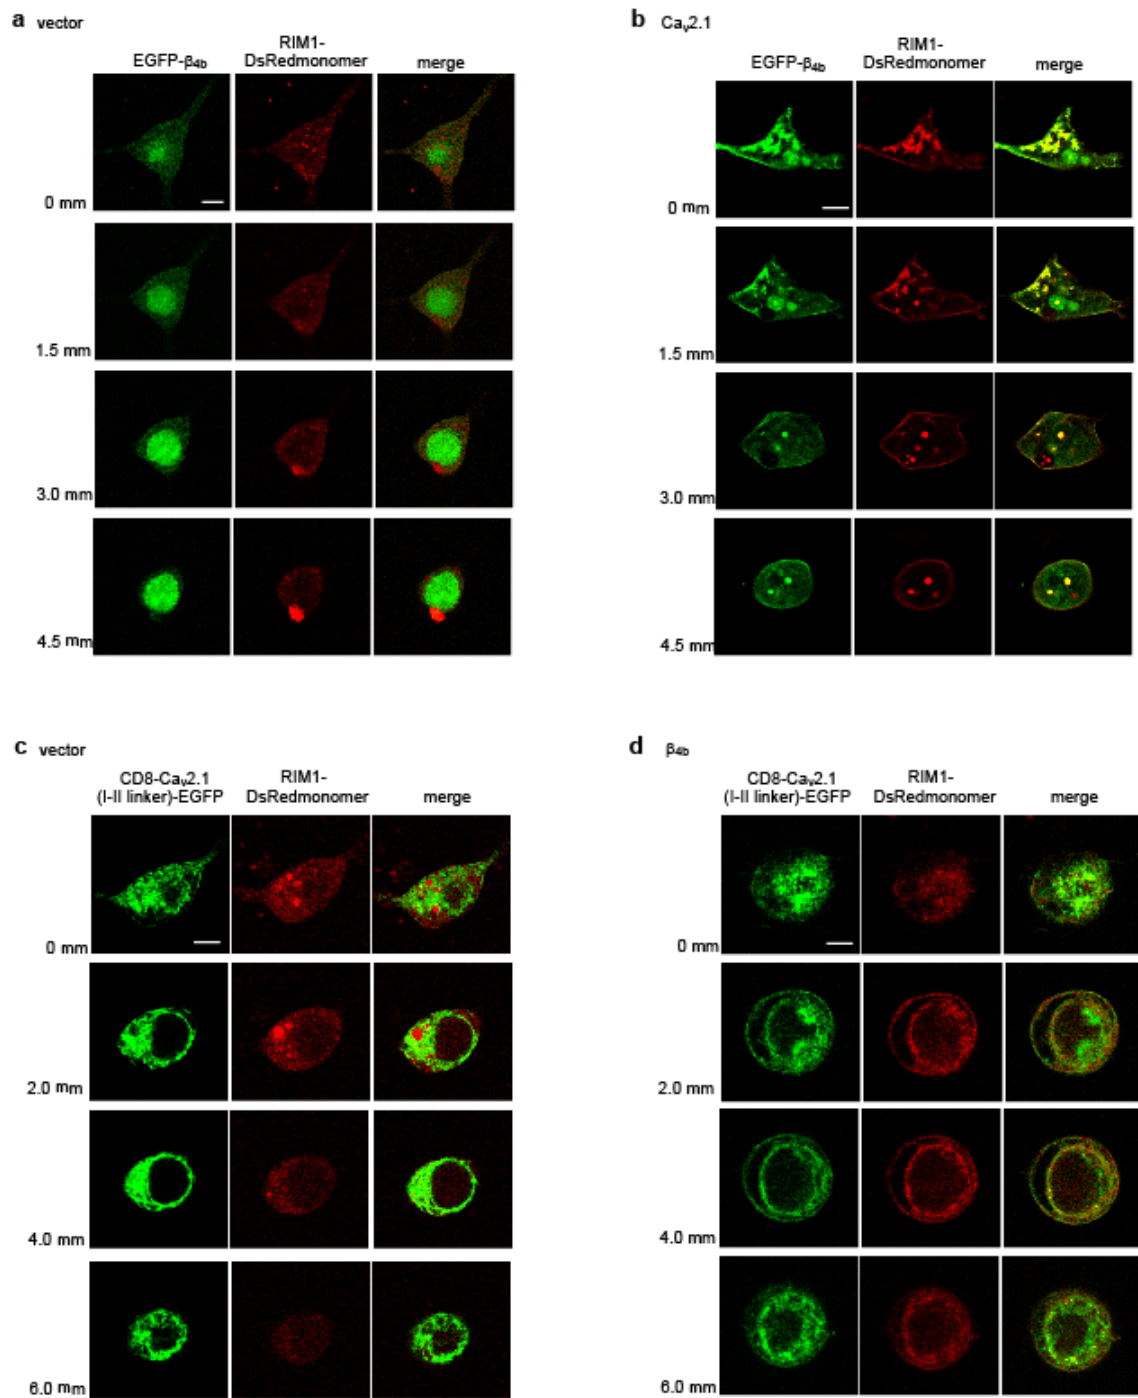 a vector
EGFP-β4b
RIM1-
DsRedmonomer
merge
0 mm
1.5 mm
3.0 mm
4.5 mm
b Cav2.1
EGFP-β4b
RIM1-
DsRedmonomer
merge
0 mm
1.5 mm
3.0 mm
4.5 mm
c vector
CD8-Cav2.1
(I-II linker)-EGFP
RIM1-
DsRedmonomer
merge
0 mm
2.0 mm
4.0 mm
6.0 mm
d β4b
CD8-Cav2.1
(I-II linker)-EGFP
RIM1-
DsRedmonomer
merge
0 mm
2.0 mm
4.0 mm
6.0 mm